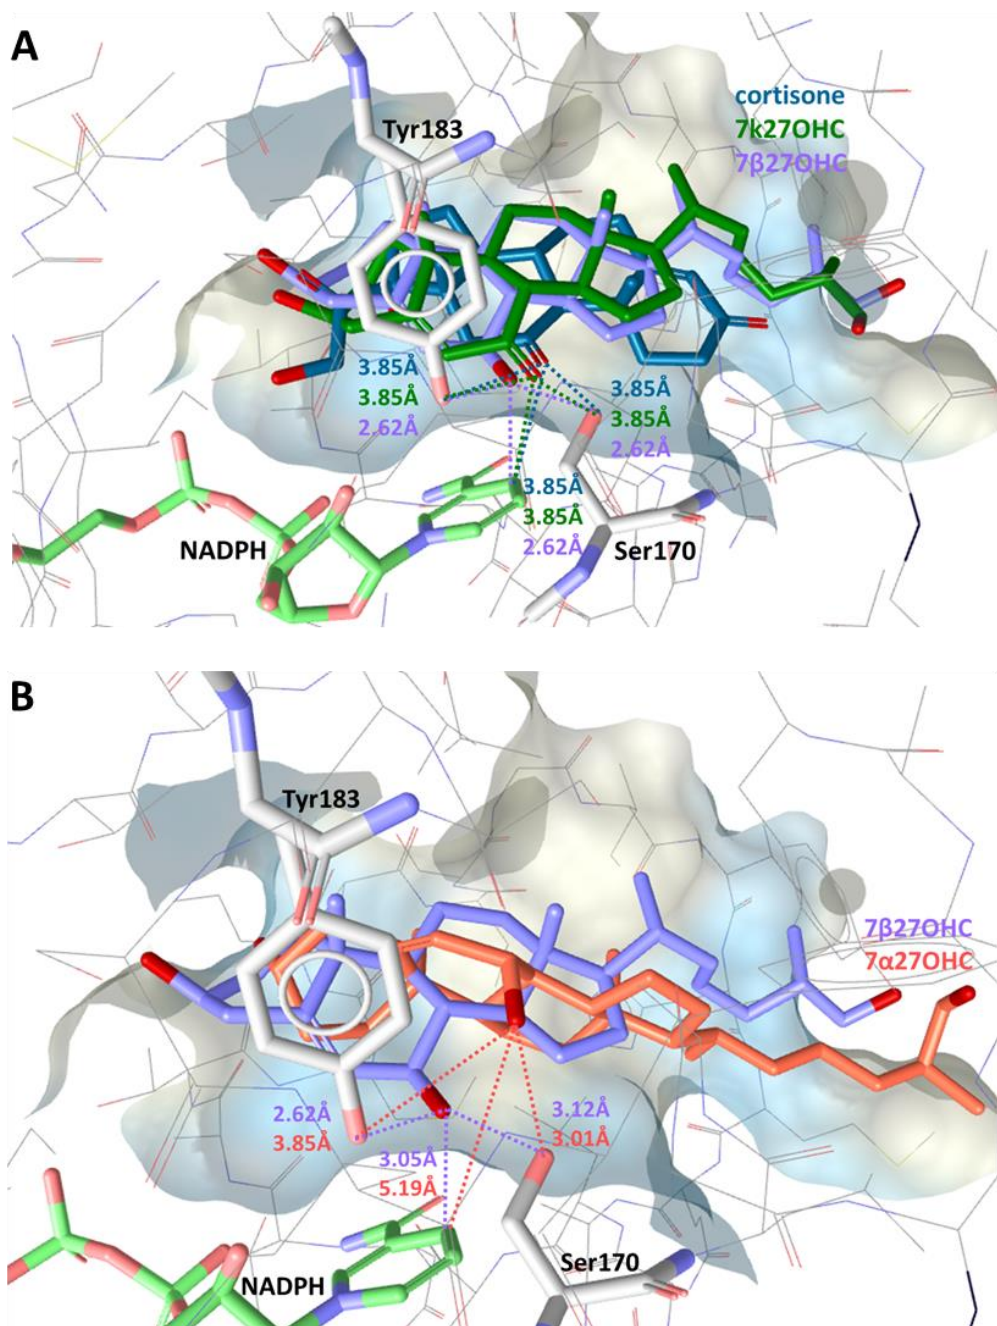 A
cortisone
7k27OHC
7β27OHC
Tyr183
3.85Å
3.85Å
2.62Å
3.85Å
3.85Å
2.62Å
3.85Å
3.85Å
2.62Å
NADPH
Ser170
B
Tyr183
7β27OHC
7α27OHC
2.62Å
3.85Å
3.12Å
3.01Å
3.05Å
5.19Å
NADPH
Ser170